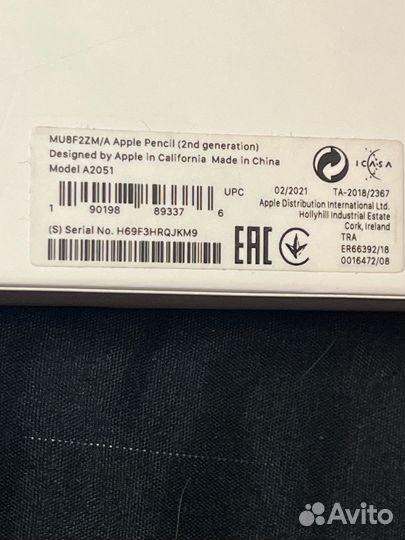 MU8F2ZM/A Apple Pencil (2nd generation)
Designed by Apple in California Made in China
Model A2051
1 90198 89337 6
UPC
(S) Serial No. H69F3HRQJKM9
ICASA
02/2021 TA-2018/2367
Apple Distribution International Ltd.
Hollyhill Industrial Estate
Cork, Ireland
TRA
ER66392/18
0016472/08
EAC
Avito